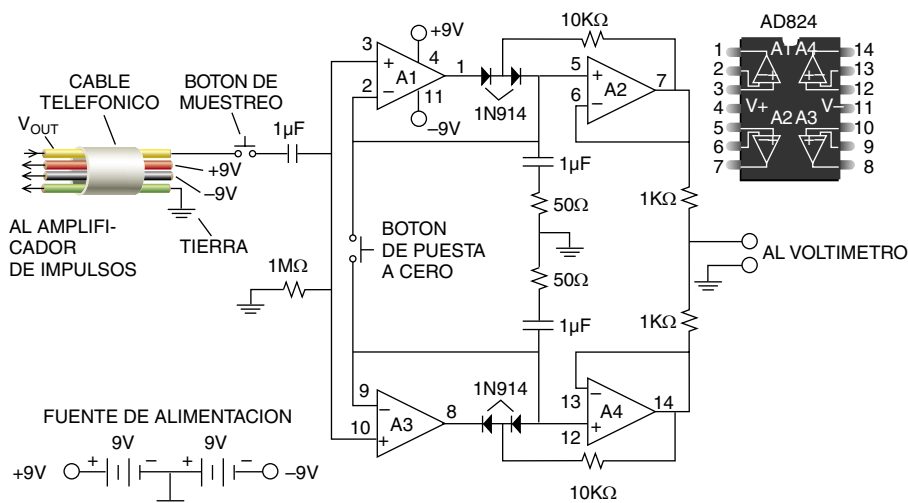 CABLE
TELEFONICO
BOTON DE
MUESTREO
1µF
VOUT
+9V
–9V
TIERRA
AL AMPLIFI-
CADOR
DE IMPULSOS
1MΩ
3
2
+
–
A1
+9V
4
11
–9V
1
1N914
10KΩ
5
6
+
–
A2
7
1µF
50Ω
50Ω
1µF
BOTON
DE PUESTA
A CERO
1KΩ
1KΩ
AL VOLTIMETRO
9
10
–
+
A3
8
1N914
13
12
–
+
A4
14
10KΩ
AD824
1
2
3
4
5
6
7
14
13
12
11
10
9
8
A1 A4
V+ V–
A2 A3
FUENTE DE ALIMENTACION
9V 9V
+9V + – + – –9V